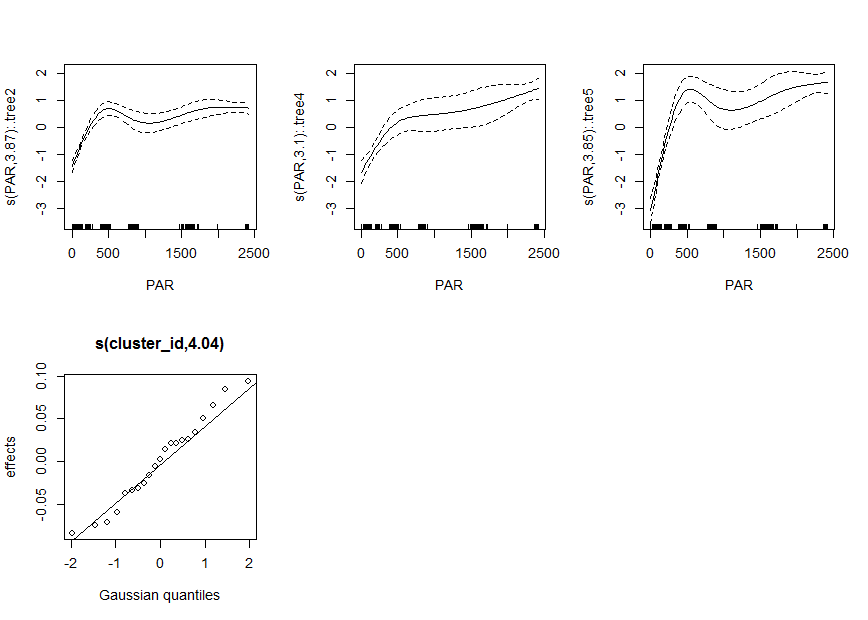 s(PAR,3.87):.tree2
2
1
0
-1
-2
-3
0 500 1500 2500
PAR
s(PAR,3.1):.tree4
2
1
0
-1
-2
-3
0 500 1500 2500
PAR
s(PAR,3.85):.tree5
2
1
0
-1
-2
-3
0 500 1500 2500
PAR
s(cluster_id,4.04)
effects
0.10
0.05
0.00
-0.05
-2 -1 0 1 2
Gaussian quantiles